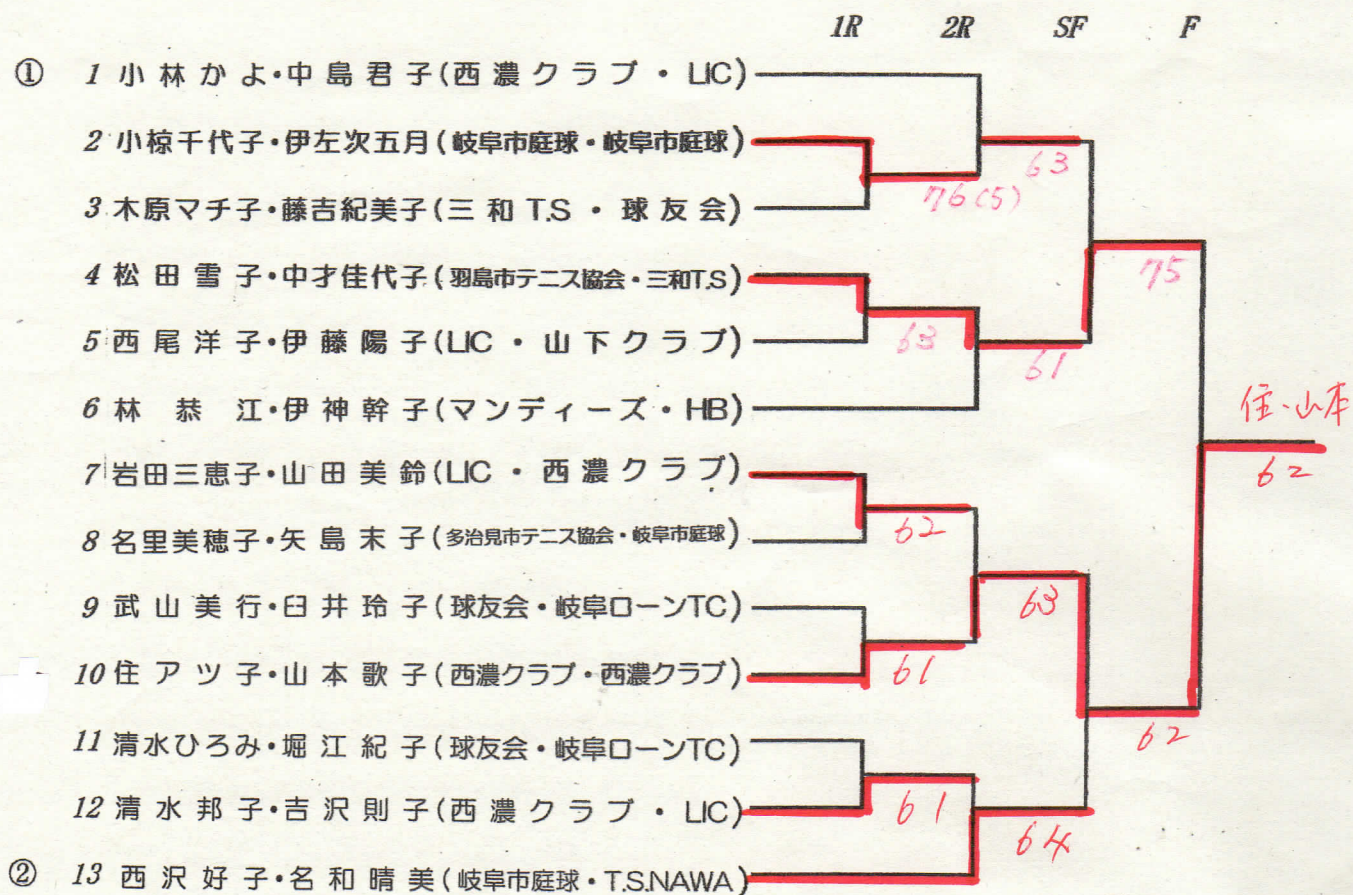 1R 2R SF F
① 1 小林かよ・中島君子(西濃クラブ・LIC)
2 小椋千代子・伊左次五月(岐阜市庭球・岐阜市庭球)
63
76(5)
3 木原マチ子・藤吉紀美子(三和T.S・球友会)
4 松田雪子・中才佳代子(羽島市テニス協会・三和T.S)
75
63
5 西尾洋子・伊藤陽子(LIC・山下クラブ)
61
6 林恭江・伊神幹子(マンディーズ・HB)
住・山本
62
7 岩田三恵子・山田美鈴(LIC・西濃クラブ)
62
8 名里美穂子・矢島末子(多治見市テニス協会・岐阜市庭球)
9 武山美行・臼井玲子(球友会・岐阜ローンTC)
63
10 住アツ子・山本歌子(西濃クラブ・西濃クラブ)
61
11 清水ひろみ・堀江紀子(球友会・岐阜ローンTC)
62
12 清水邦子・吉沢則子(西濃クラブ・LIC)
61
64
② 13 西沢好子・名和晴美(岐阜市庭球・T.S.NAWA)